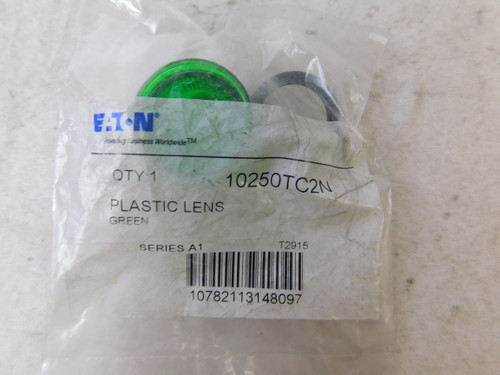 EATON
Powering Business Worldwide™
QTY 1 10250TC2N
PLASTIC LENS
GREEN
SERIES A1 T2915
10782113148097